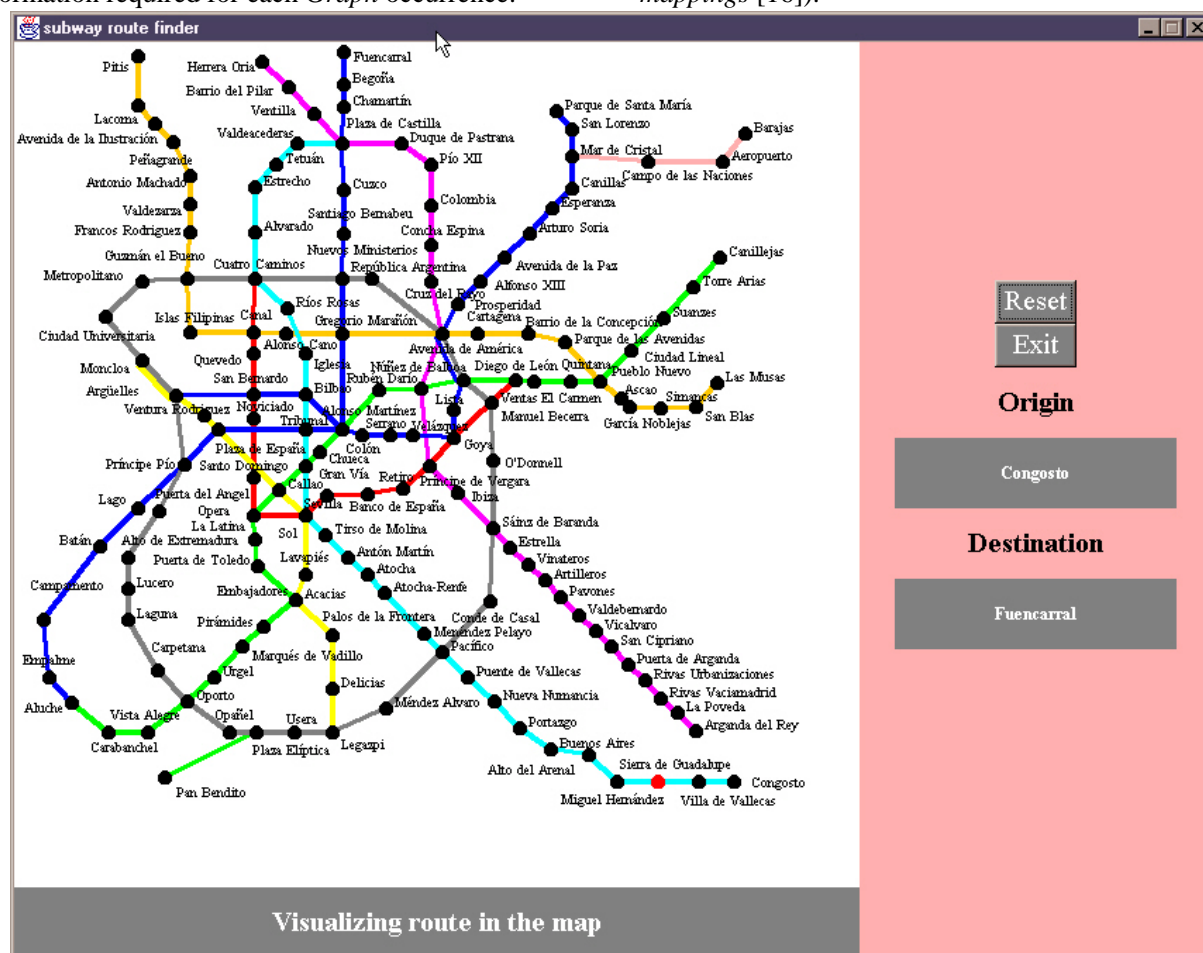 ormation required for each Graph occurrence.
mappings [16]).
subway route finder
Pitis
Herrera Oria
Fuencarral
Begoña
Barrio del Pilar
Chamartín
Parque de Santa María
Ventilla
Lacoma
Plaza de Castilla
San Lorenzo
Barajas
Avenida de la Ilustración
Valdeacederas
Duque de Pastrana
Mar de Cristal
Aeropuerto
Peñagrande
Tetuán
Pío XII
Campo de las Naciones
Antonio Machado
Estrecho
Cuzco
Canillas
Colombia
Esperanza
Valdezarza
Santiago Bernabeu
Francos Rodriguez
Alvarado
Concha Espina
Arturo Soria
Guzmán el Bueno
Nuevos Ministerios
Canillejas
Metropolitano
Cuatro Caminos
República Argentina
Avenida de la Paz
Cruz del Rayo
Alfonso XIII
Torre Arias
Ríos Rosas
Prosperidad
Islas Filipinas
Canal
Gregorio Marañón
Cartagena
Barrio de la Concepción
Suanzes
Ciudad Universitaria
Alonso Cano
Avenida de América
Parque de las Avenidas
Quevedo
Iglesia
Núñez de Balboa
Diego de León
Quintana
Ciudad Lineal
Moncloa
Pueblo Nuevo
San Bernardo
Bilbao
Rubén Darío
Las Musas
Argüelles
Lista
Ventas
El Carmen
Ascao
Simancas
Ventura Rodriguez
Noviciado
Alonso Martínez
Manuel Becerra
García Noblejas
San Blas
Tribunal
Serrano
Velázquez
Plaza de España
Colón
Goya
Príncipe Pío
Santo Domingo
Chueca
O'Donnell
Gran Vía
Lago
Puerta del Angel
Callao
Retiro
Príncipe de Vergara
Ibiza
Opera
Sevilla
Banco de España
La Latina
Sol
Tirso de Molina
Sáinz de Baranda
Batán
Alto de Extremadura
Estrella
Puerta de Toledo
Lavapiés
Antón Martín
Vinateros
Campamento
Lucero
Atocha
Artilleros
Embajadores
Acacias
Atocha-Renfe
Pavones
Laguna
Pirámides
Palos de la Frontera
Conde de Casal
Valdebernardo
Menéndez Pelayo
Vicalvaro
Carpetana
Marqués de Vadillo
Pacífico
San Cipriano
Empalme
Urgel
Puente de Vallecas
Puerta de Arganda
Rivas Urbanizaciones
Aluche
Oporto
Delicias
Nueva Numancia
Rivas Vaciamadrid
Vista Alegre
Opañel
Usera
Méndez Alvaro
La Poveda
Portazgo
Arganda del Rey
Carabanchel
Plaza Elíptica
Legazpi
Buenos Aires
Alto del Arenal
Sierra de Guadalupe
Pan Bendito
Congosto
Miguel Hernández
Villa de Vallecas
Reset
Exit
Origin
Congosto
Destination
Fuencarral
Visualizing route in the map